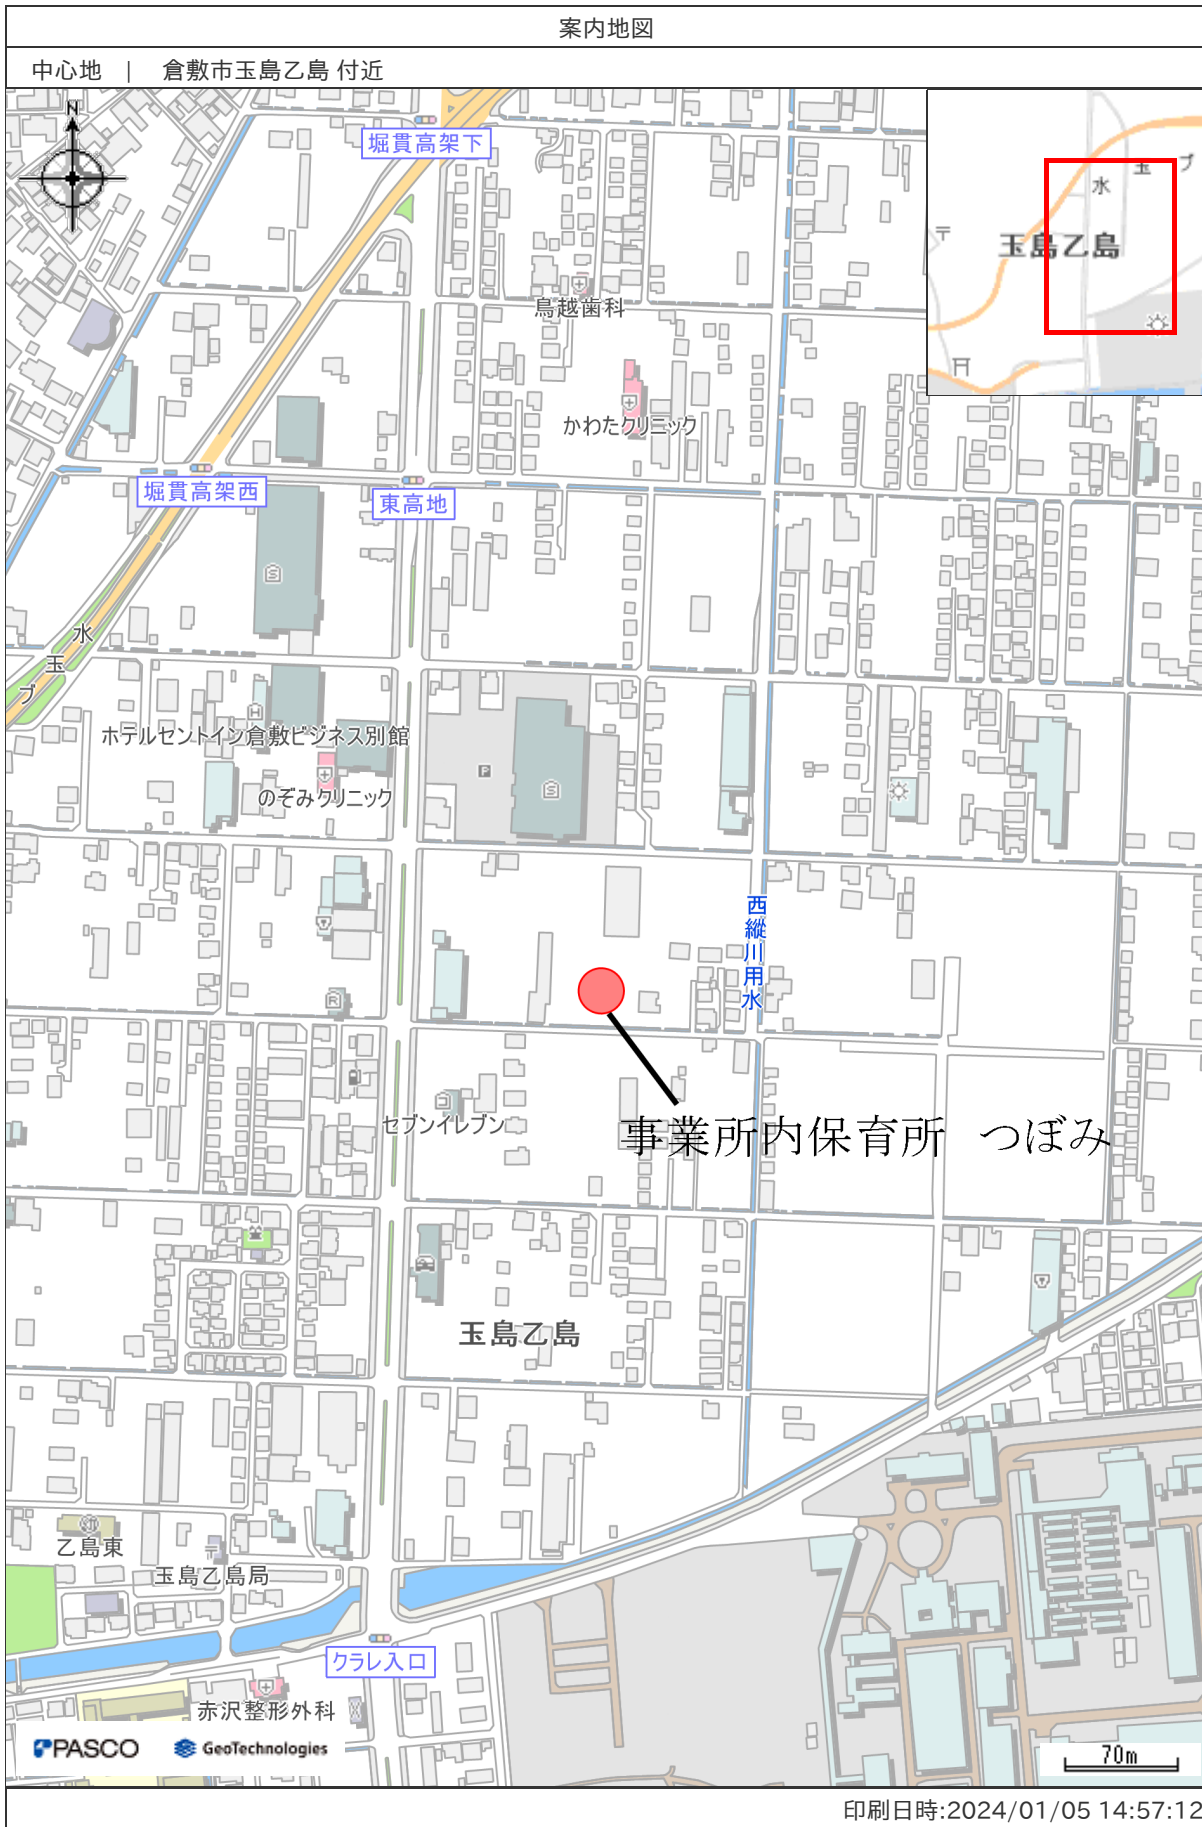 案内地図
中心地 | 倉敷市玉島乙島 付近
N
堀貫高架下
玉 ブ
水
玉島乙島
鳥越歯科
かわたクリニック
堀貫高架西
東高地
水
玉
ブ
ホテルセントイン倉敷ビジネス別館
のぞみクリニック
西縦川用水
セブンイレブン
事業所内保育所 つぼみ
玉島乙島
乙島東
玉島乙島局
クラレ入口
赤沢整形外科
PASCO
GeoTechnologies
70m
印刷日時:2024/01/05 14:57:12